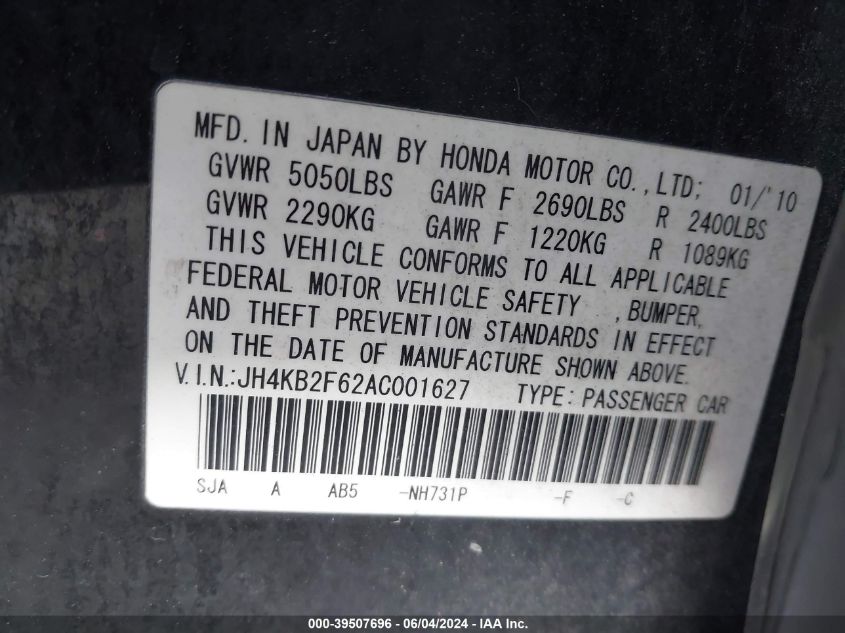 MFD. IN JAPAN BY HONDA MOTOR CO., LTD; 01/'10
GVWR 5050LBS GAWR F 2690LBS R 2400LBS
GVWR 2290KG GAWR F 1220KG R 1089KG
THIS VEHICLE CONFORMS TO ALL APPLICABLE
FEDERAL MOTOR VEHICLE SAFETY , BUMPER,
AND THEFT PREVENTION STANDARDS IN EFFECT
ON THE DATE OF MANUFACTURE SHOWN ABOVE.
V.I.N.:JH4KB2F62AC001627 TYPE: PASSENGER CAR
SJA A AB5 -NH731P -F -C
000-39507696 - 06/04/2024 - IAA Inc.